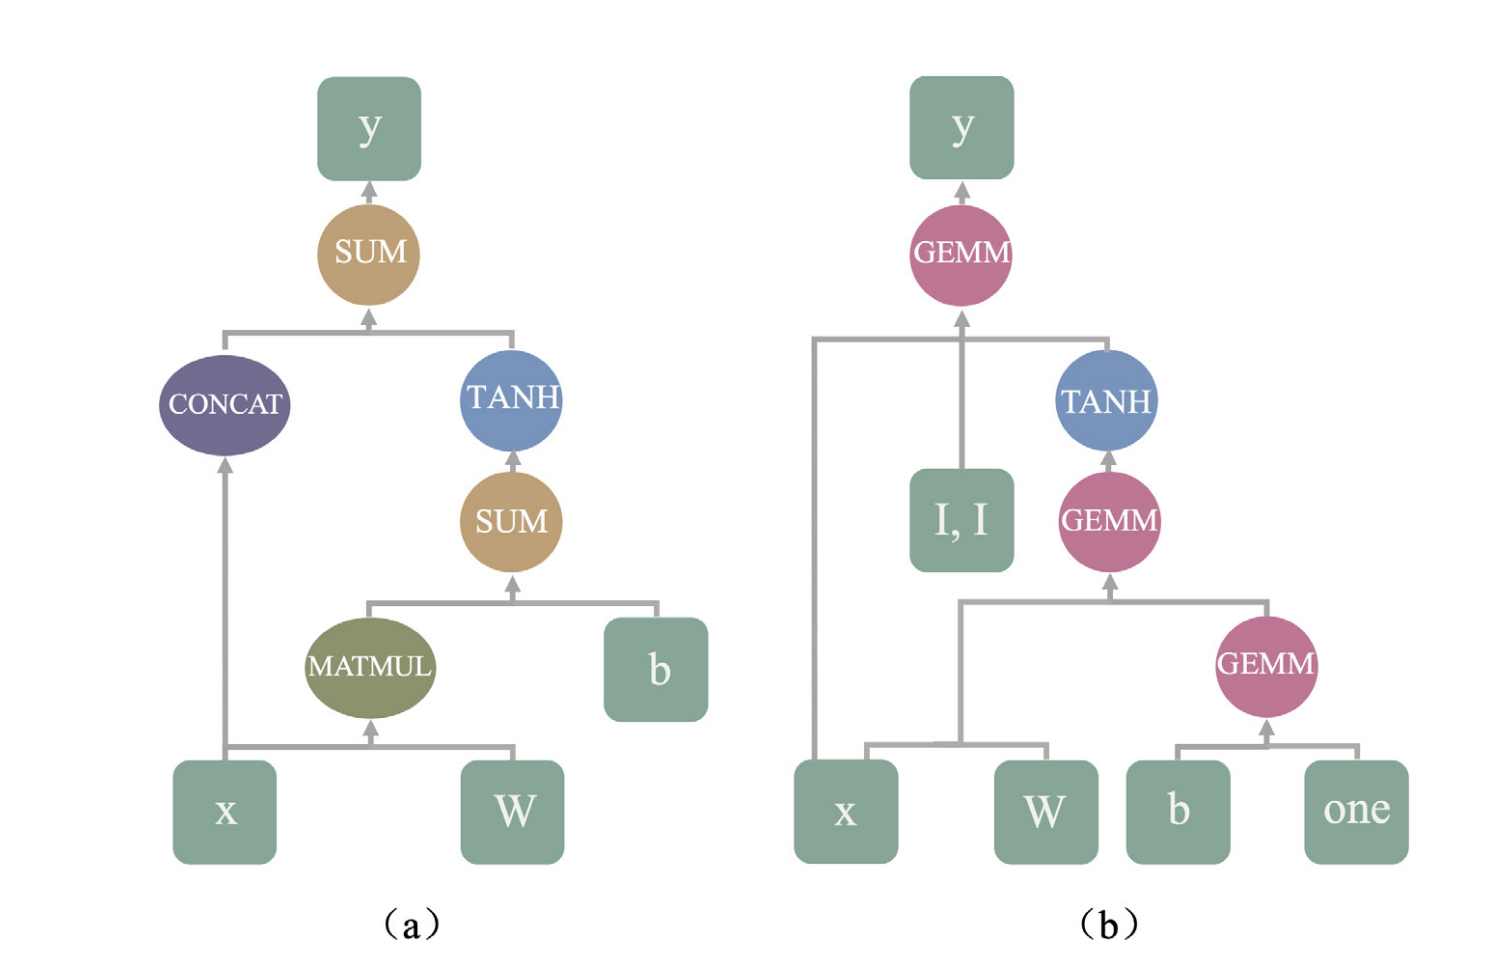 y
SUM
CONCAT
TANH
SUM
MATMUL
b
x
W
(a)
y
GEMM
TANH
I, I
GEMM
GEMM
x
W
b
one
(b)